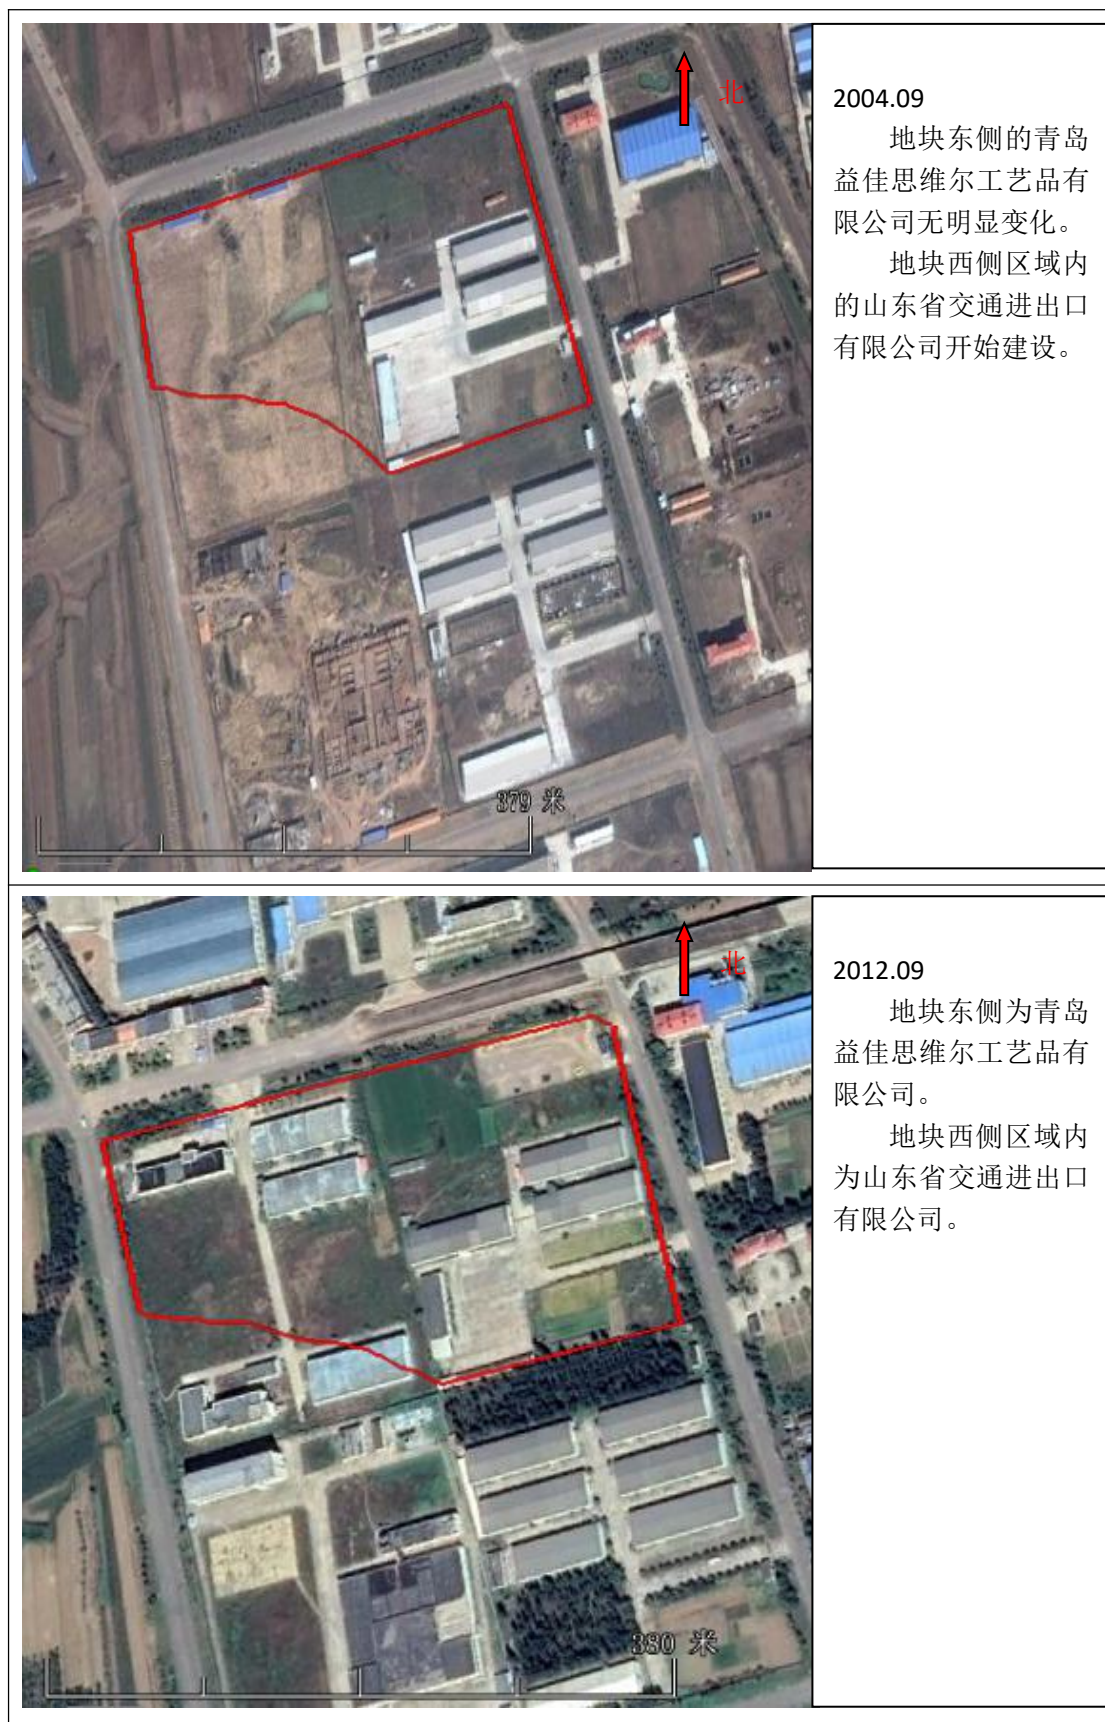 北
2004.09
地块东侧的青岛
益佳思维尔工艺品有
限公司无明显变化。
地块西侧区域内
的山东省交通进出口
有限公司开始建设。
379 米
北
2012.09
地块东侧为青岛
益佳思维尔工艺品有
限公司。
地块西侧区域内
为山东省交通进出口
有限公司。
380 米